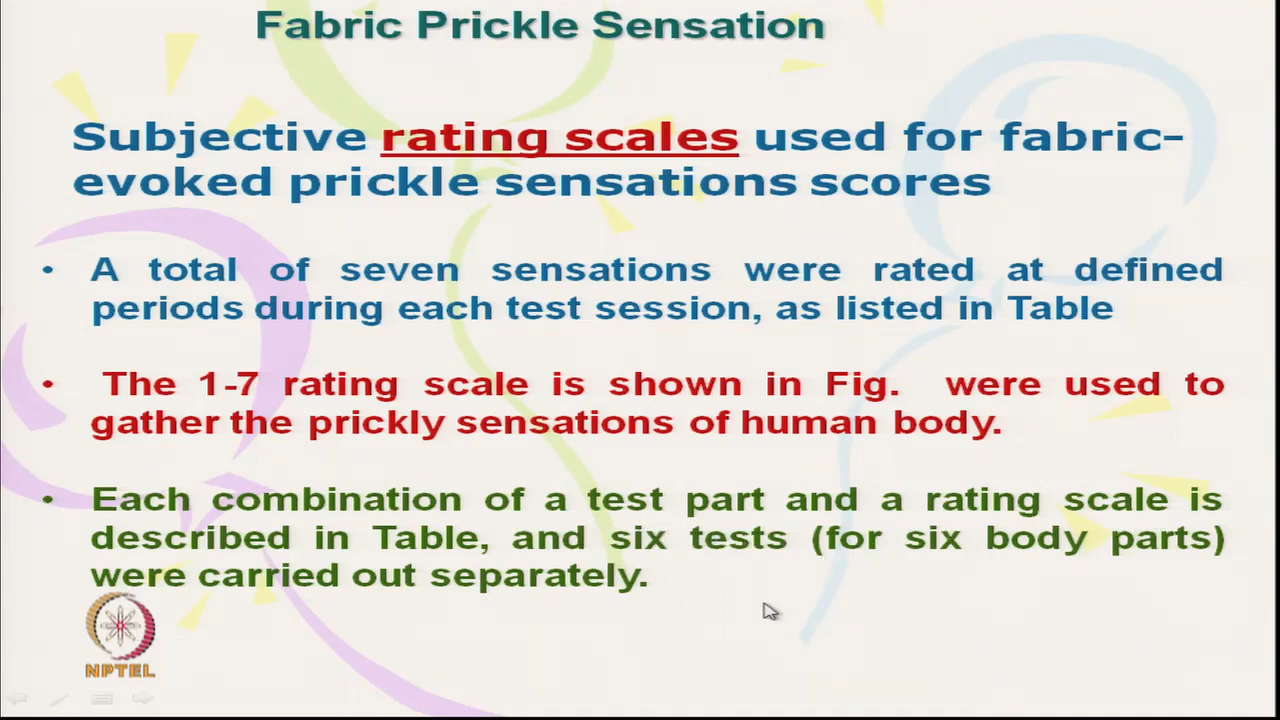 Fabric Prickle Sensation
Subjective rating scales used for fabric-
evoked prickle sensations scores
• A total of seven sensations were rated at defined
periods during each test session, as listed in Table
• The 1-7 rating scale is shown in Fig. were used to
gather the prickly sensations of human body.
• Each combination of a test part and a rating scale is
described in Table, and six tests (for six body parts)
were carried out separately.
NPTEL